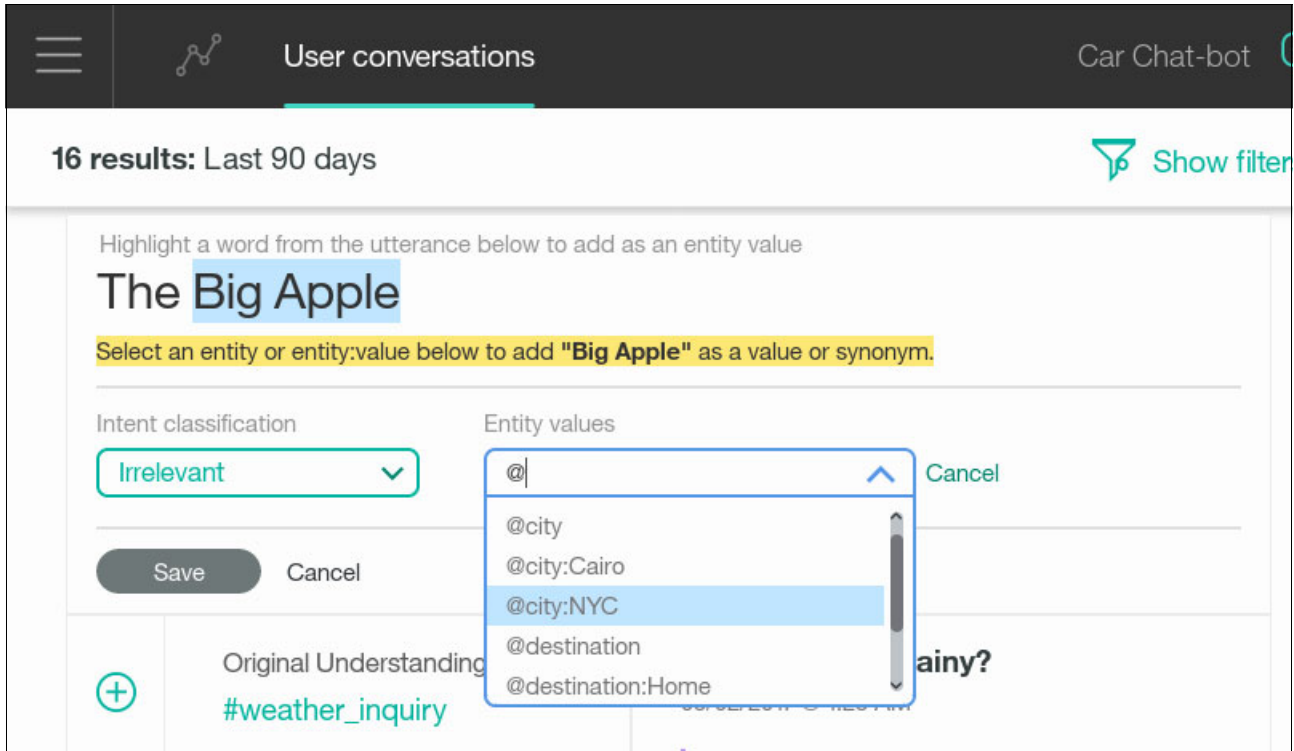 User conversations
Car Chat-bot
16 results: Last 90 days
Show filter
Highlight a word from the utterance below to add as an entity value
The Big Apple
Select an entity or entity:value below to add "Big Apple" as a value or synonym.
Intent classification
Entity values
Irrelevant
@
Cancel
@city
@city:Cairo
@city:NYC
@destination
@destination:Home
Save
Cancel
Original Understanding
#weather_inquiry
ainy?